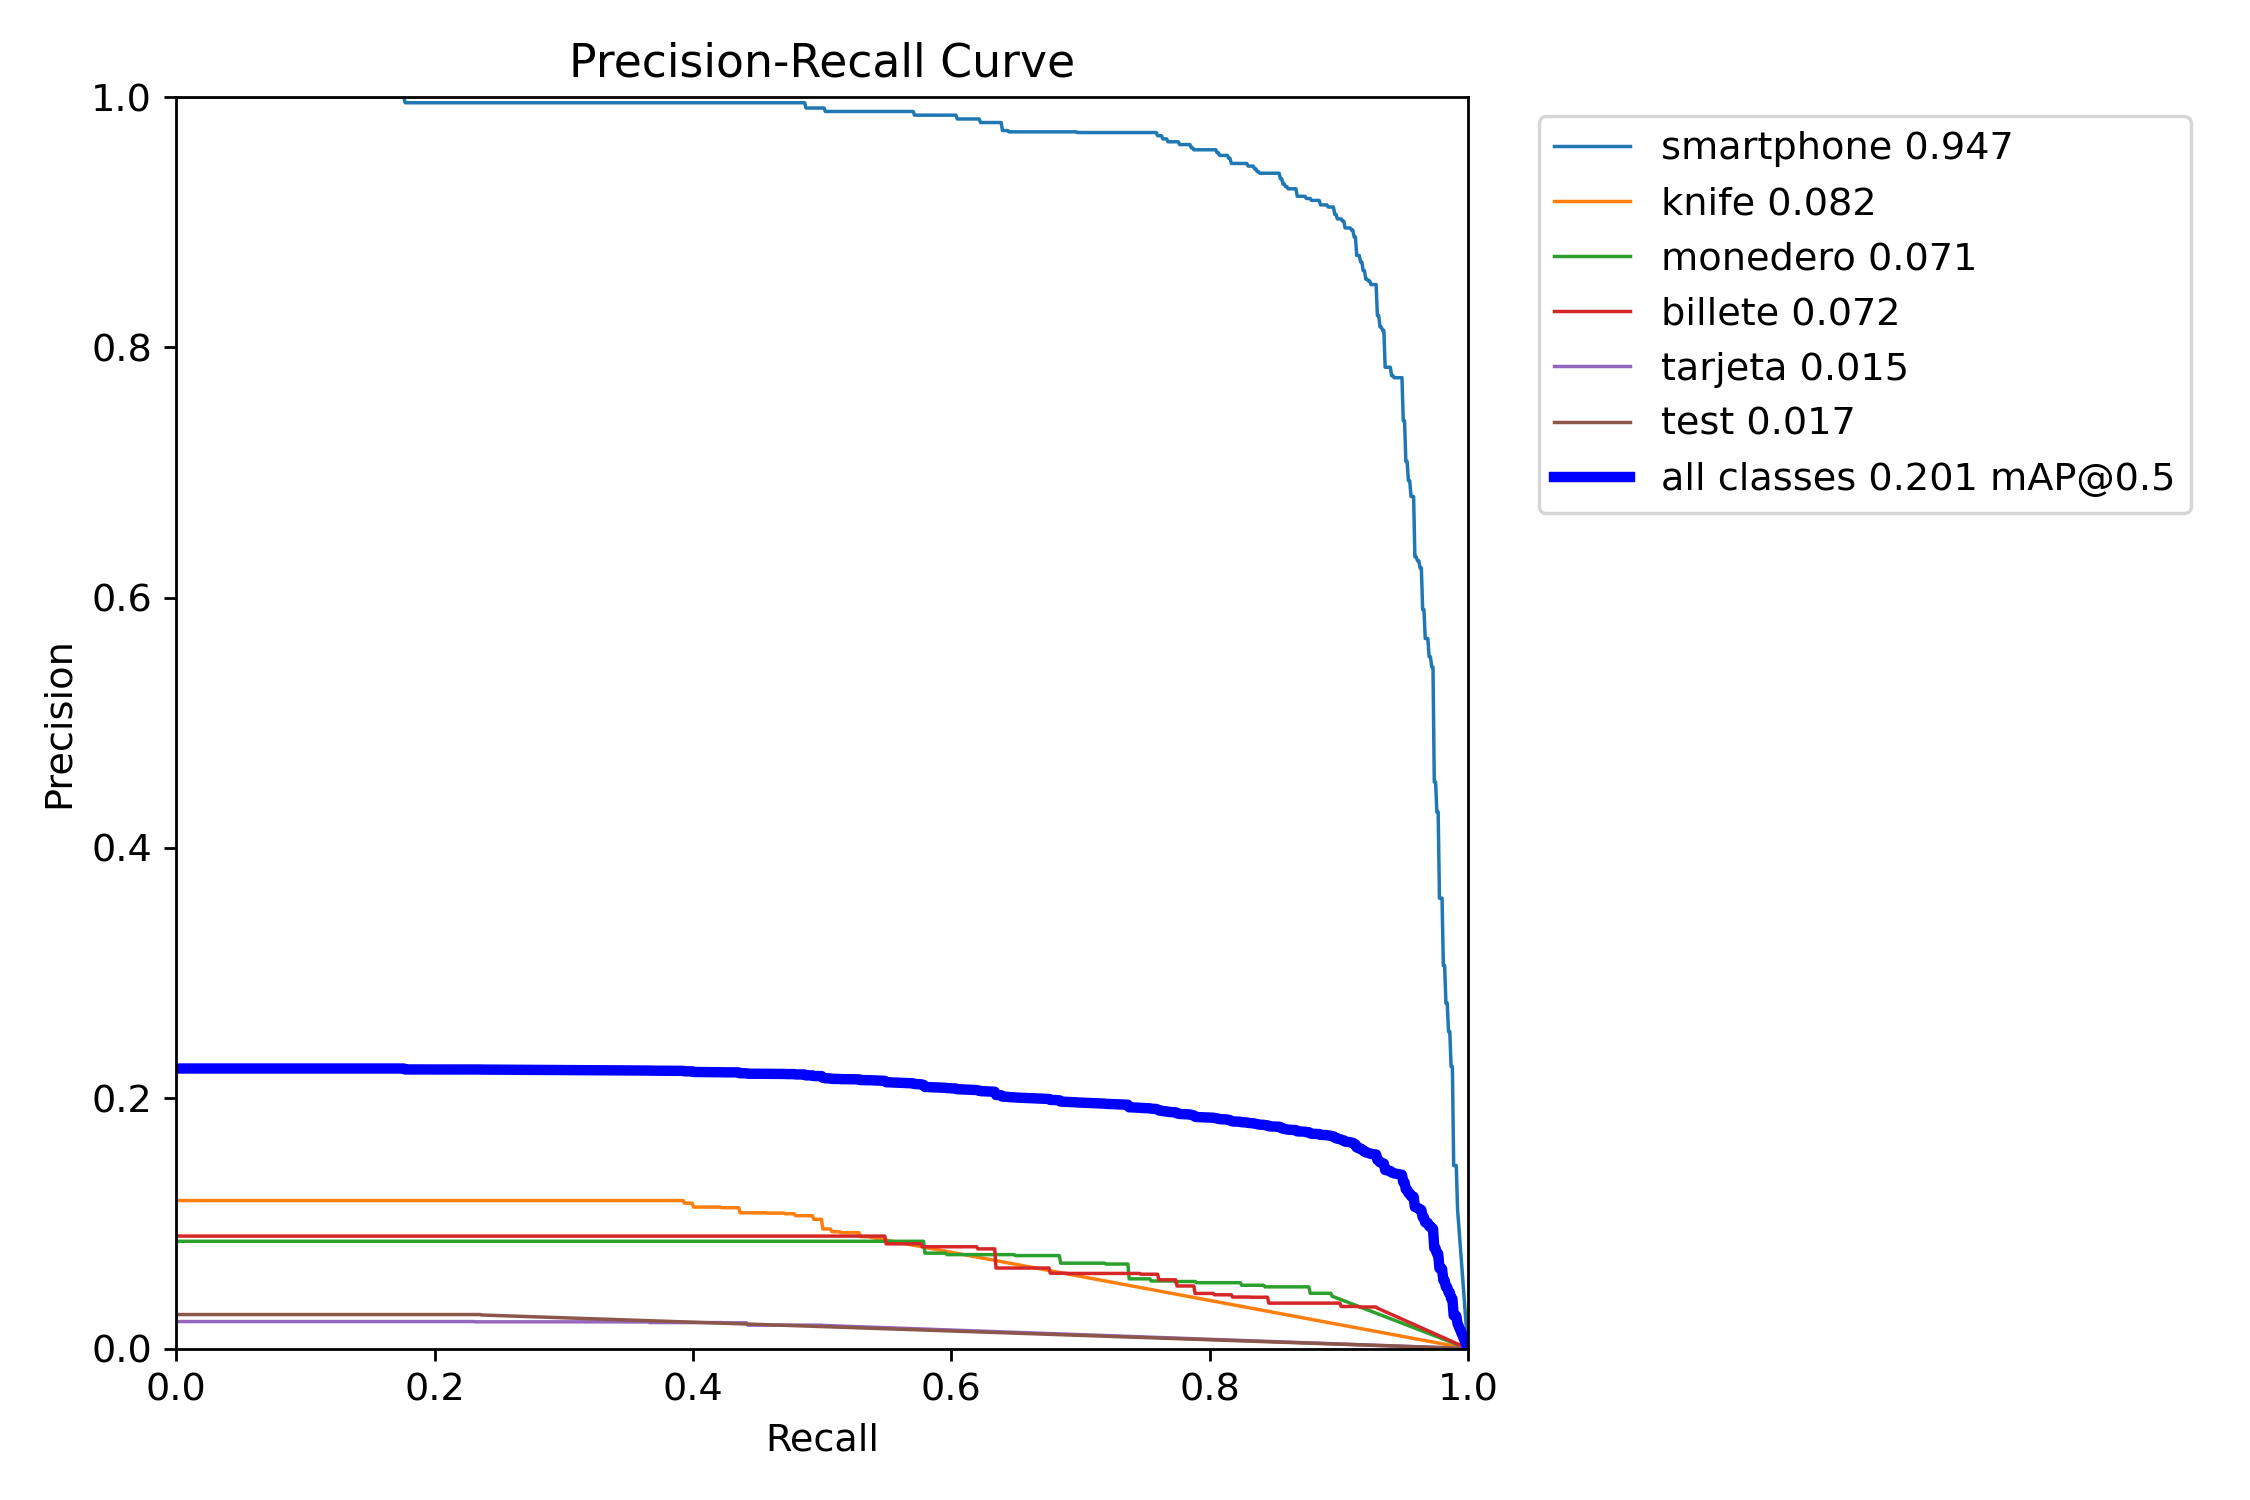 Precision-Recall Curve
1.0
0.8
0.6
0.4
0.2
0.0
Precision
0.0 0.2 0.4 0.6 0.8 1.0
Recall
smartphone 0.947
knife 0.082
monedero 0.071
billete 0.072
tarjeta 0.015
test 0.017
all classes 0.201 mAP@0.5